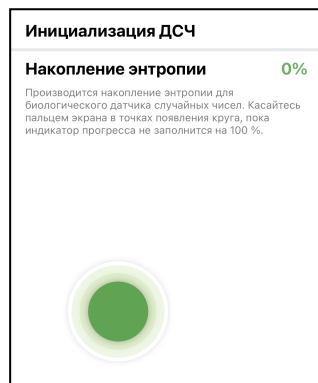 Инициализация ДСЧ
Накопление энтропии 0%
Производится накопление энтропии для
биологического датчика случайных чисел. Касайтесь
пальцем экрана в точках появления круга, пока
индикатор прогресса не заполнится на 100 %.